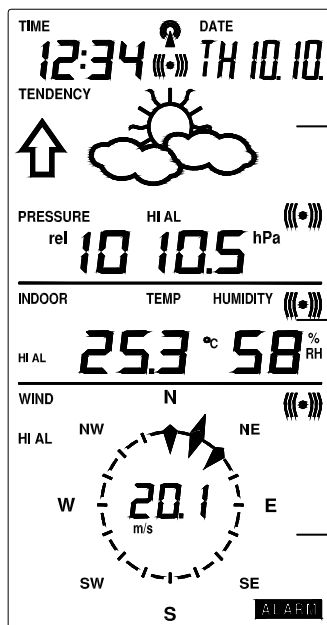 TIME DATE
12:34 TH 10.10.
TENDENCY
PRESSURE HI AL
rel 1010.5 hPa
INDOOR TEMP HUMIDITY
HI AL 25.3 °C 58 % RH
WIND N
HI AL NW NE
W 20.1 E
m/s
SW SE
S
ALARM